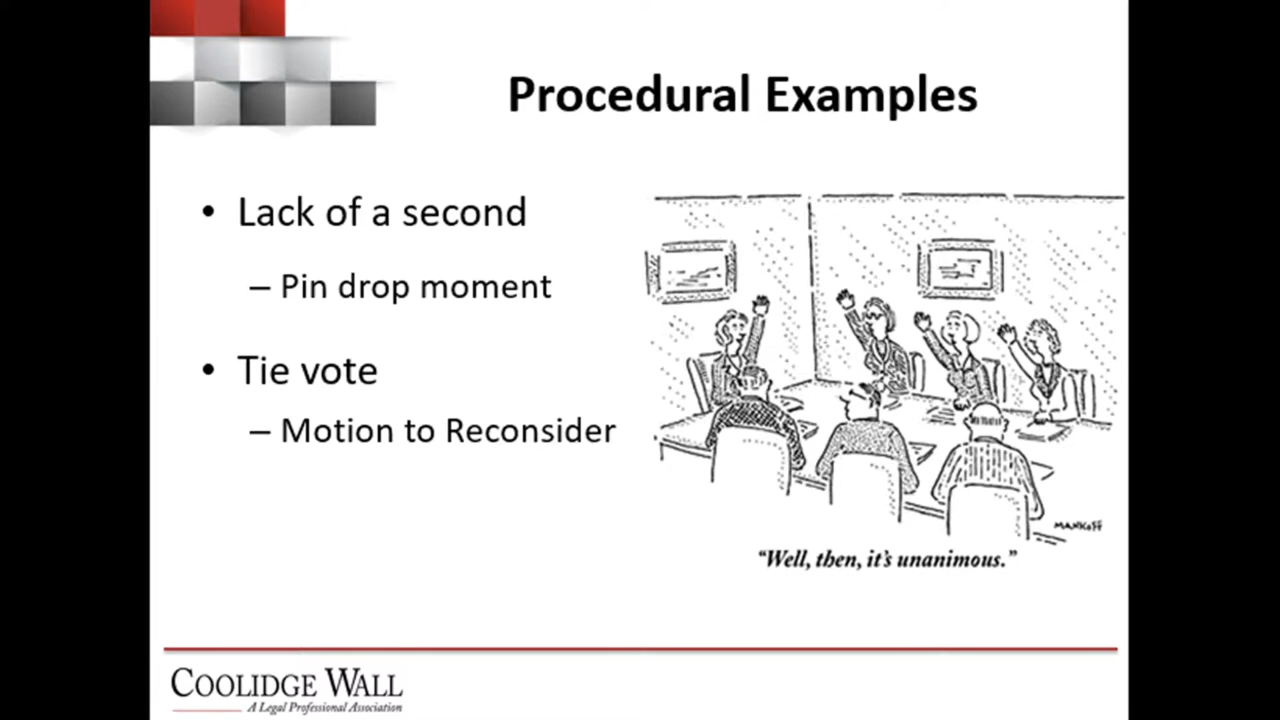 Procedural Examples
• Lack of a second
– Pin drop moment
• Tie vote
– Motion to Reconsider
MANKOFF
“Well, then, it’s unanimous.”
COOLIDGE WALL
A Legal Professional Association